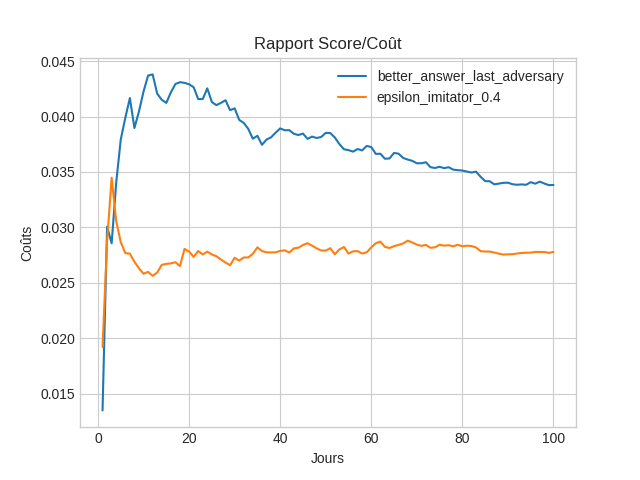 Rapport Score/Coût
0.045
0.040
0.035
0.030
0.025
0.020
0.015
Coûts
better_answer_last_adversary
epsilon_imitator_0.4
0 20 40 60 80 100
Jours